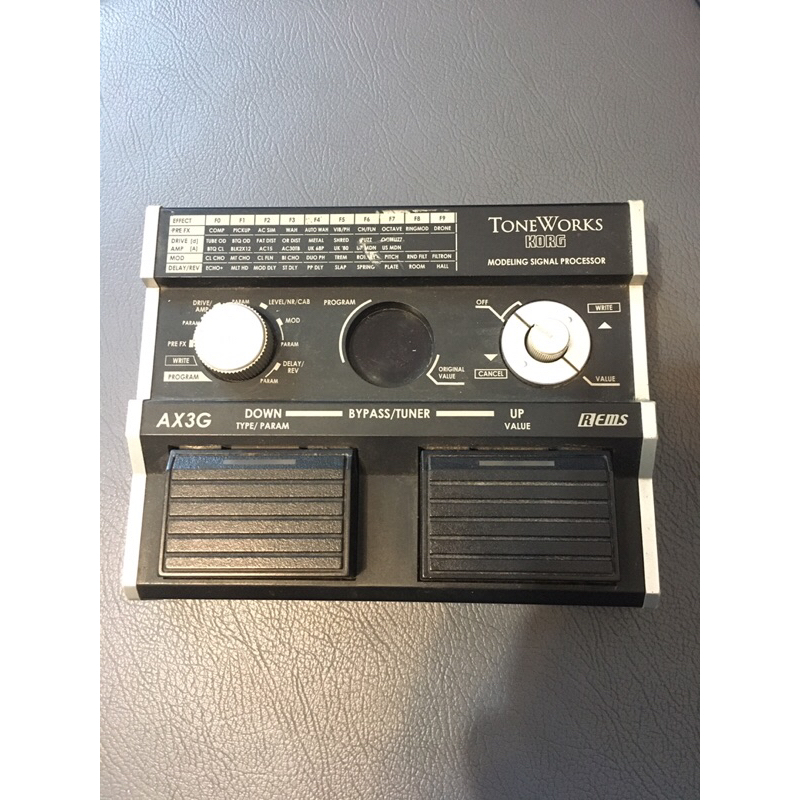 EFFECT F0 F1 F2 F3 F4 F5 F6 F7 F8 F9
PRE FX COMP PICKUP AC SIM WAH AUTO WAH VIB/PH CH/FLN OCTAVE RINGMOD DRONE
DRIVE [d] TUBE OD BTQ OD FAT DIST OR DIST METAL SHRED FUZZ
AMP [A] BTQ CL BLK2X12 AC15 AC30TB UK 68P UK '80 US MDN
MOD CL CHO MT CHO CL FLN BI CHO DUO PH TREM PITCH RND FILT FILTRON
DELAY/REV ECHO+ MLT HD MOD DLY ST DLY PP DLY SLAP SPRING PLATE ROOM HALL
TONEWORKS
KORG
MODELING SIGNAL PROCESSOR
DRIVE/
AMP
PARAM
LEVEL/NR/CAB
PARAM
MOD
PRE FX
PARAM
WRITE
DELAY/
REV
PROGRAM
PARAM
PROGRAM
ORIGINAL
VALUE
OFF
WRITE
CANCEL
VALUE
AX3G
DOWN
TYPE/ PARAM
BYPASS/TUNER
UP
VALUE
REMS